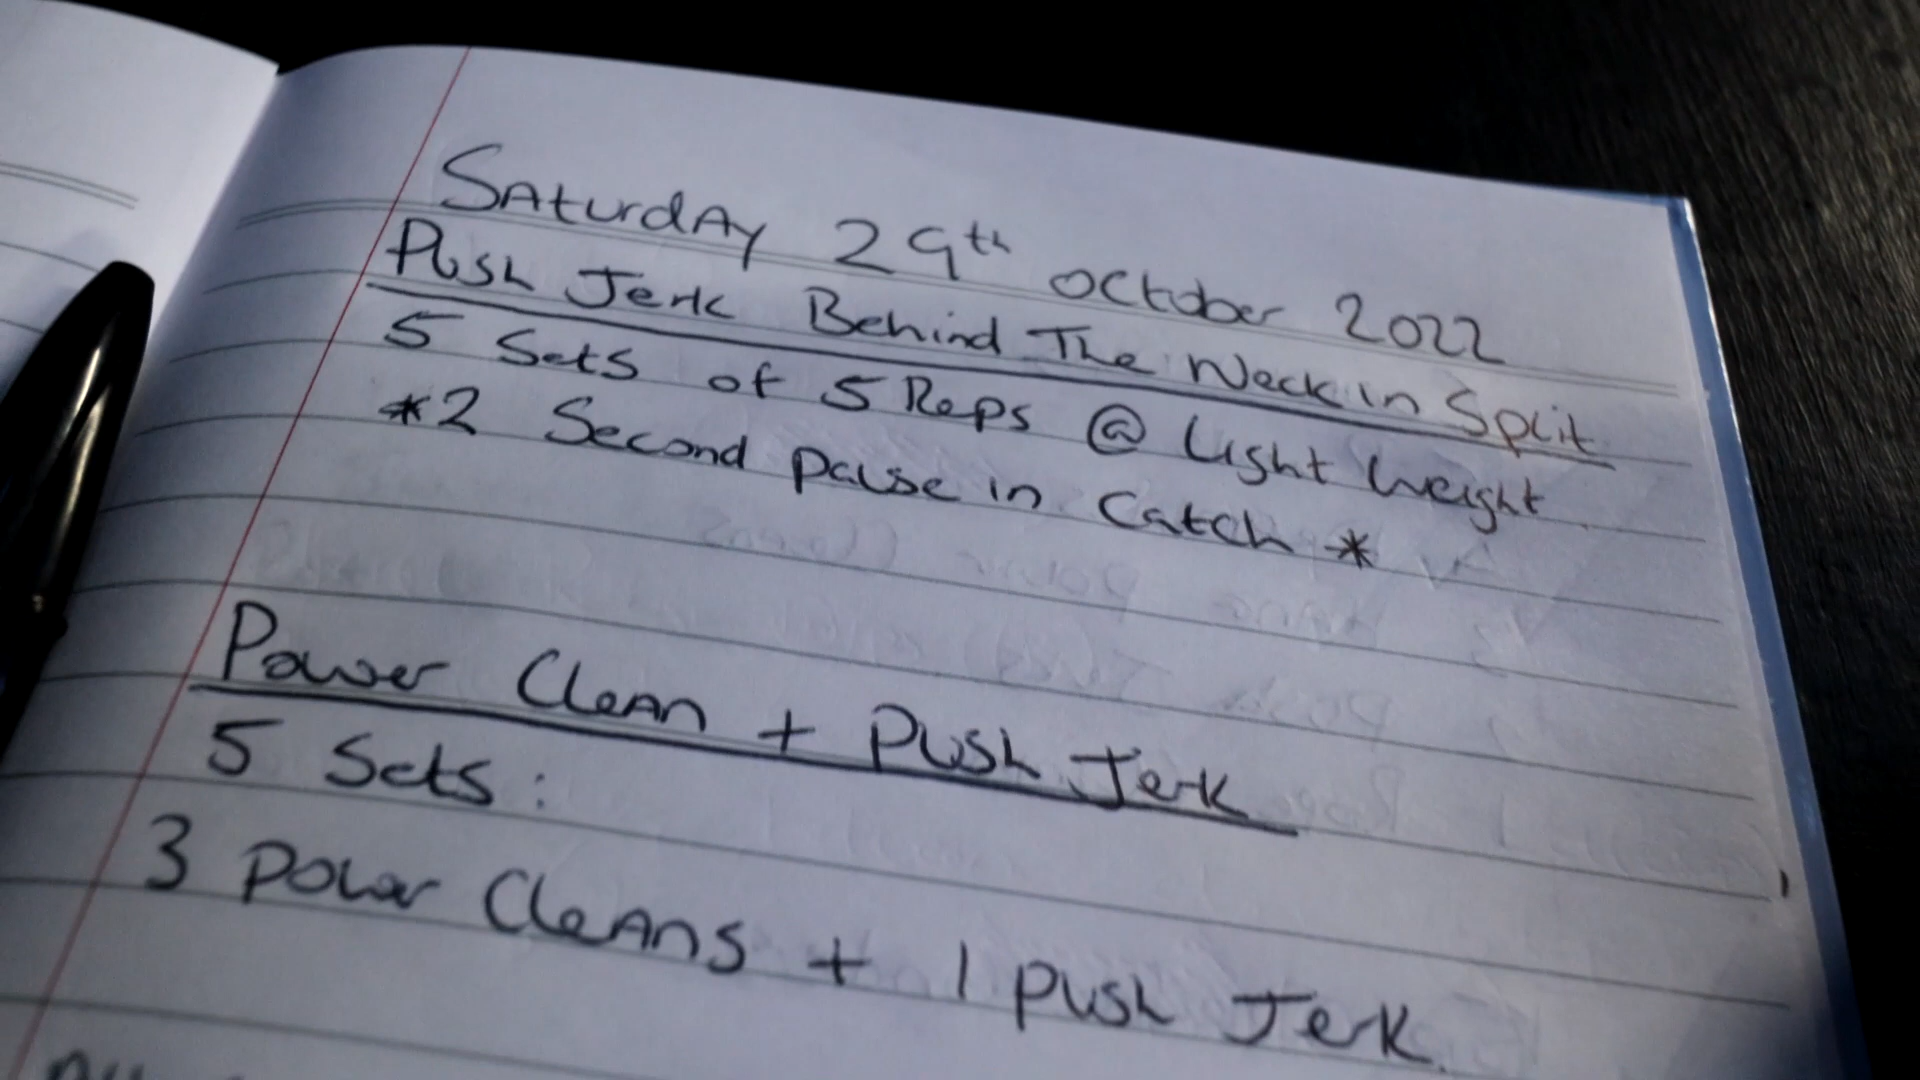 Saturday 29th October 2022
Push Jerk Behind The Neck in Split
5 Sets of 5 Reps @ Light Weight
*2 Second pause in Catch *
Power Clean + Push Jerk
5 Sets:
3 power Cleans + 1 push Jerk